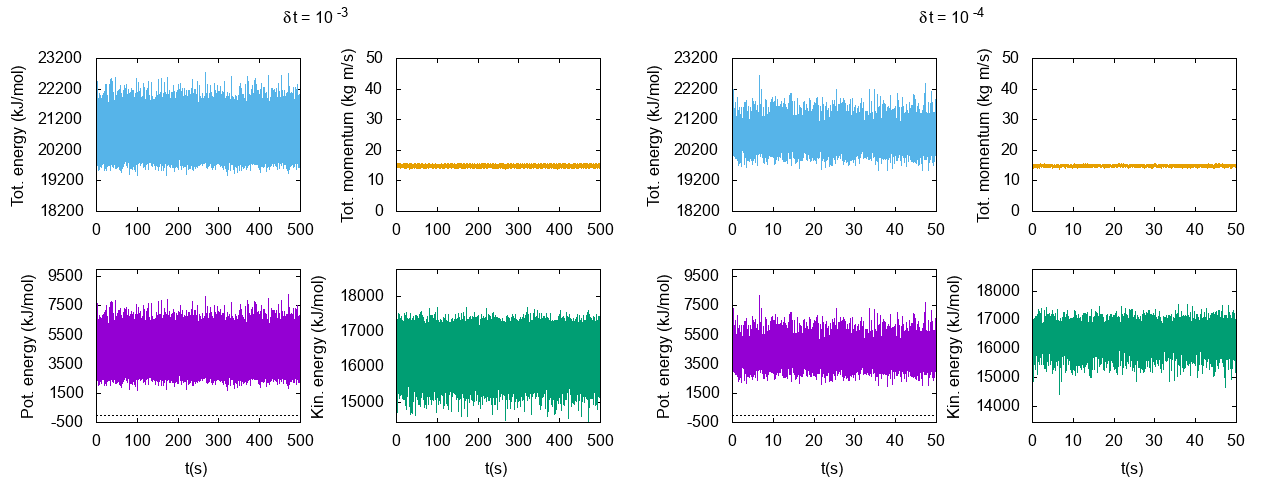 δt = 10 -3
δt = 10 -4
Tot. energy (kJ/mol)
23200
22200
21200
20200
19200
18200
0 100 200 300 400 500
Tot. momentum (kg m/s)
50
40
30
20
10
0
0 100 200 300 400 500
Tot. energy (kJ/mol)
23200
22200
21200
20200
19200
18200
0 10 20 30 40 50
Tot. momentum (kg m/s)
50
40
30
20
10
0
0 10 20 30 40 50
Pot. energy (kJ/mol)
9500
7500
5500
3500
1500
-500
0 100 200 300 400 500
t(s)
Kin. energy (kJ/mol)
18000
17000
16000
15000
0 100 200 300 400 500
t(s)
Pot. energy (kJ/mol)
9500
7500
5500
3500
1500
-500
0 10 20 30 40 50
t(s)
Kin. energy (kJ/mol)
18000
17000
16000
15000
14000
0 10 20 30 40 50
t(s)